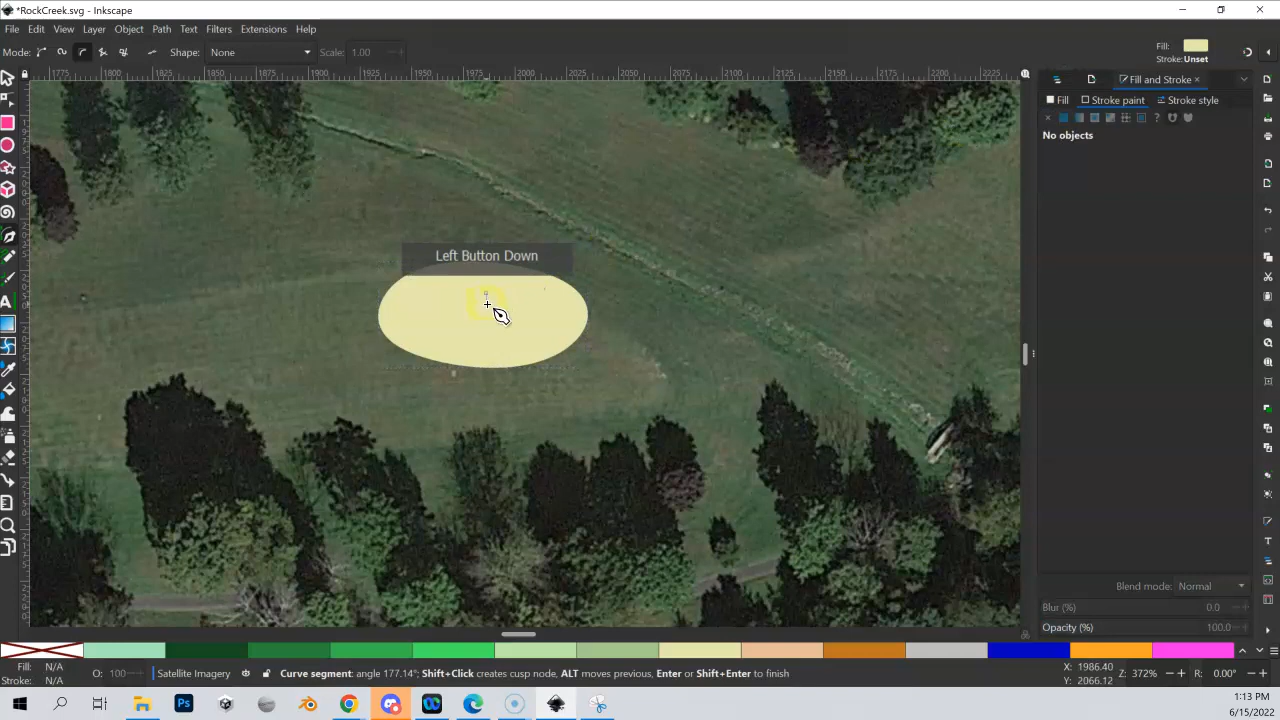 *RockCreek.svg - Inkscape
File Edit View Layer Object Path Text Filters Extensions Help
Mode: Shape: None Scale: 1.00 Fill: Stroke: Unset
1775 1800 1825 1850 1875 1900 1925 1950 1975 2000 2025 2050 2075 2100 2125 2150 2175 2200 2225
Fill and Stroke
Fill Stroke paint Stroke style
No objects
Left Button Down
Blend mode: Normal
Blur (%) 0.0
Opacity (%) 100.0
Fill: N/A
Stroke: N/A
O: 100
Satellite Imagery
Curve segment: angle 177.14°; Shift+Click creates cusp node, ALT moves previous, Enter or Shift+Enter to finish
X: 1986.40
Y: 2066.12
Z: 372%
R: 0.00°
1:13 PM
6/15/2022